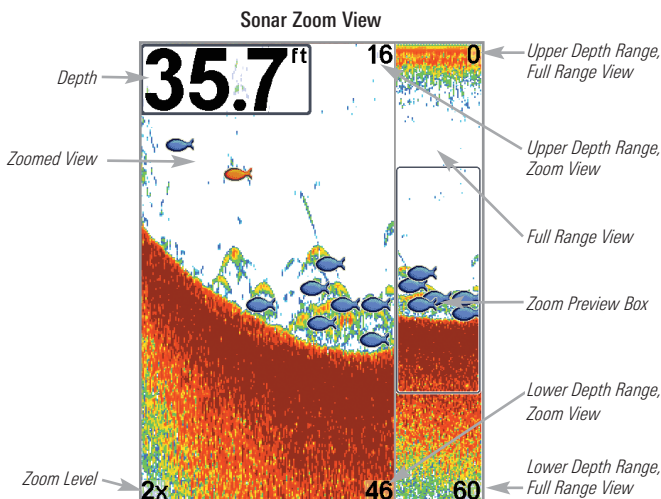 Sonar Zoom View
35.7 ft
16
0
Depth
Zoomed View
Upper Depth Range,
Full Range View
Upper Depth Range,
Zoom View
Full Range View
Zoom Preview Box
Lower Depth Range,
Zoom View
Zoom Level
2x
46
60
Lower Depth Range,
Full Range View